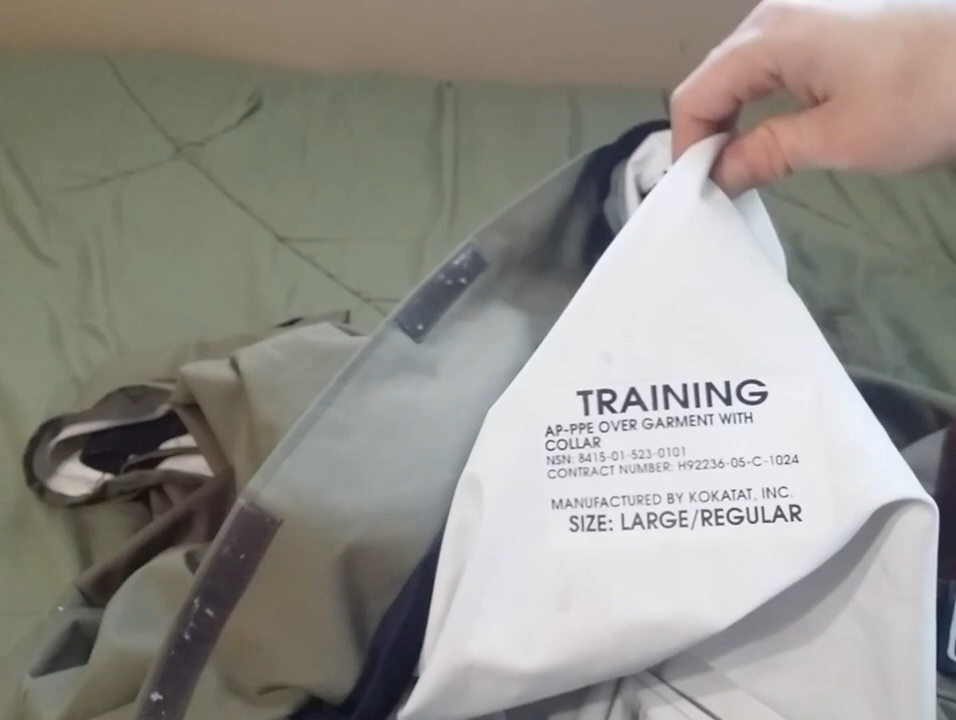 TRAINING
AP-PPE OVER GARMENT WITH
COLLAR
NSN: 8415-01-523-0101
CONTRACT NUMBER: H92236-05-C-1024
MANUFACTURED BY KOKATAT, INC.
SIZE: LARGE/REGULAR